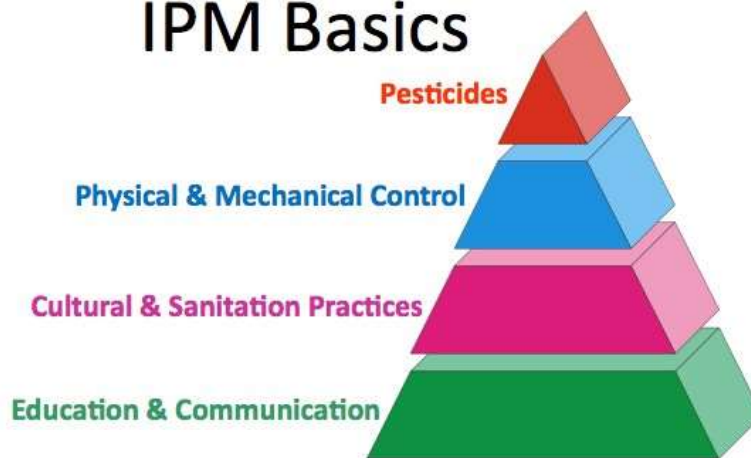 IPM Basics
Pesticides
Physical & Mechanical Control
Cultural & Sanitation Practices
Education & Communication